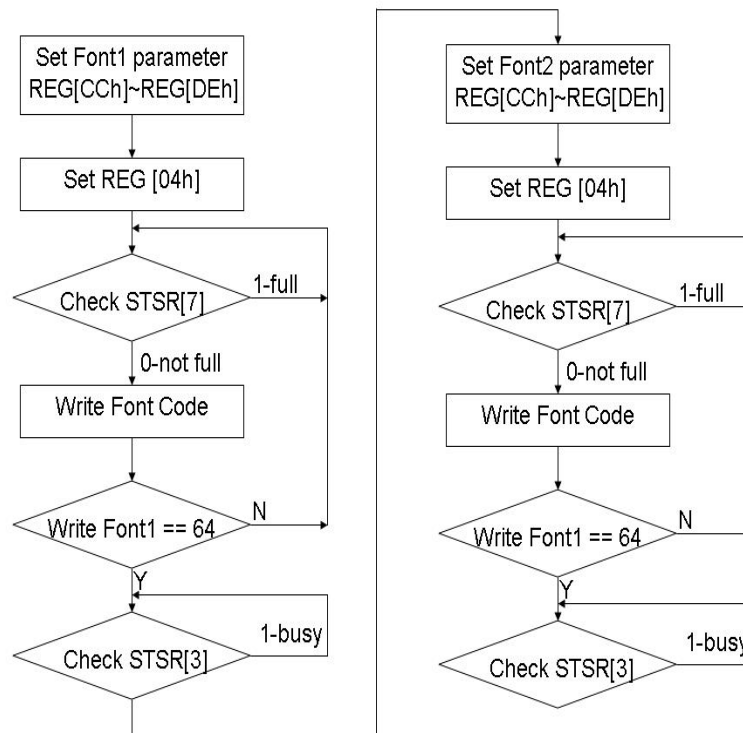 Set Font1 parameter
REG[CCh]~REG[DEh]
Set REG [04h]
Check STSR[7]
1-full
0-not full
Write Font Code
Write Font1 == 64
N
Y
Check STSR[3]
1-busy
Set Font2 parameter
REG[CCh]~REG[DEh]
Set REG [04h]
Check STSR[7]
1-full
0-not full
Write Font Code
Write Font1 == 64
N
Y
Check STSR[3]
1-busy